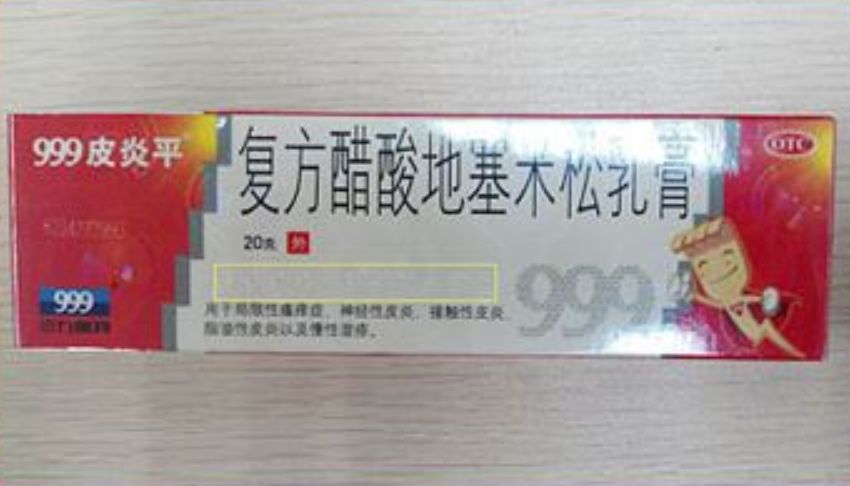 999皮炎平
复方醋酸地塞米松乳膏
OTC
20克 外
999
999
用于局限性瘙痒症、神经性皮炎、接触性皮炎、
脂溢性皮炎以及慢性湿疹。